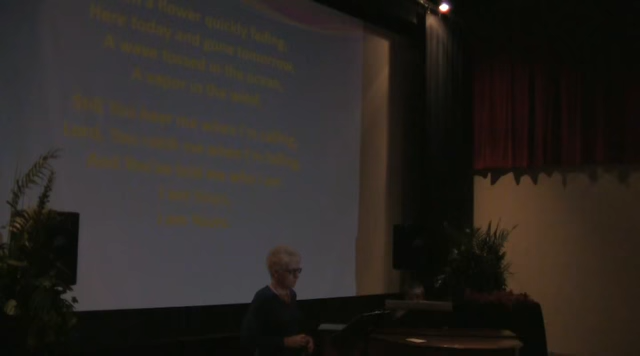 a flower quickly fading,
Here today and gone tomorrow,
A wave tossed in the ocean,
A vapor in the wind
Still You hear me when I'm calling,
Lord, You catch me when I'm falling,
And You've told me who I am
I am Yours,
I am Yours.